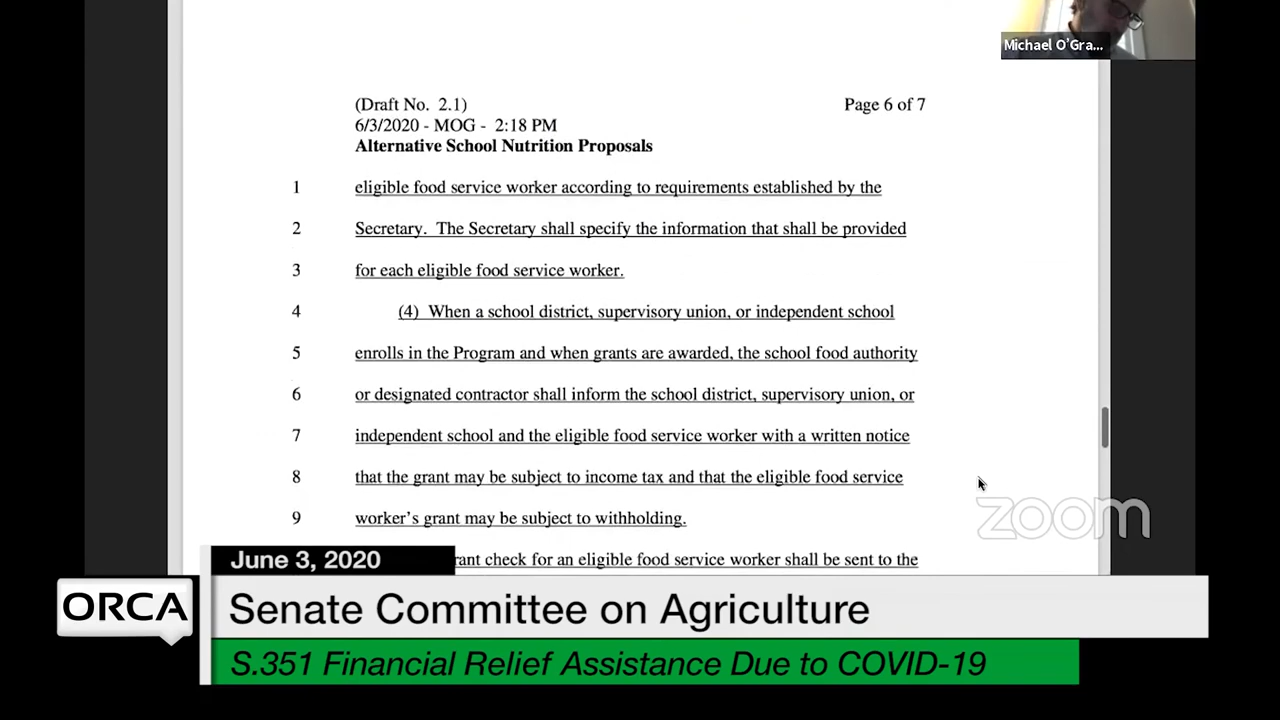 Michael O'Gra...
(Draft No. 2.1)
Page 6 of 7
6/3/2020 - MOG - 2:18 PM
Alternative School Nutrition Proposals
1 eligible food service worker according to requirements established by the
2 Secretary. The Secretary shall specify the information that shall be provided
3 for each eligible food service worker.
4 (4) When a school district, supervisory union, or independent school
5 enrolls in the Program and when grants are awarded, the school food authority
6 or designated contractor shall inform the school district, supervisory union, or
7 independent school and the eligible food service worker with a written notice
8 that the grant may be subject to income tax and that the eligible food service
9 worker's grant may be subject to withholding.
check for an eligible food service worker shall be sent to the
zoom
June 3, 2020
ORCA
Senate Committee on Agriculture
S.351 Financial Relief Assistance Due to COVID-19